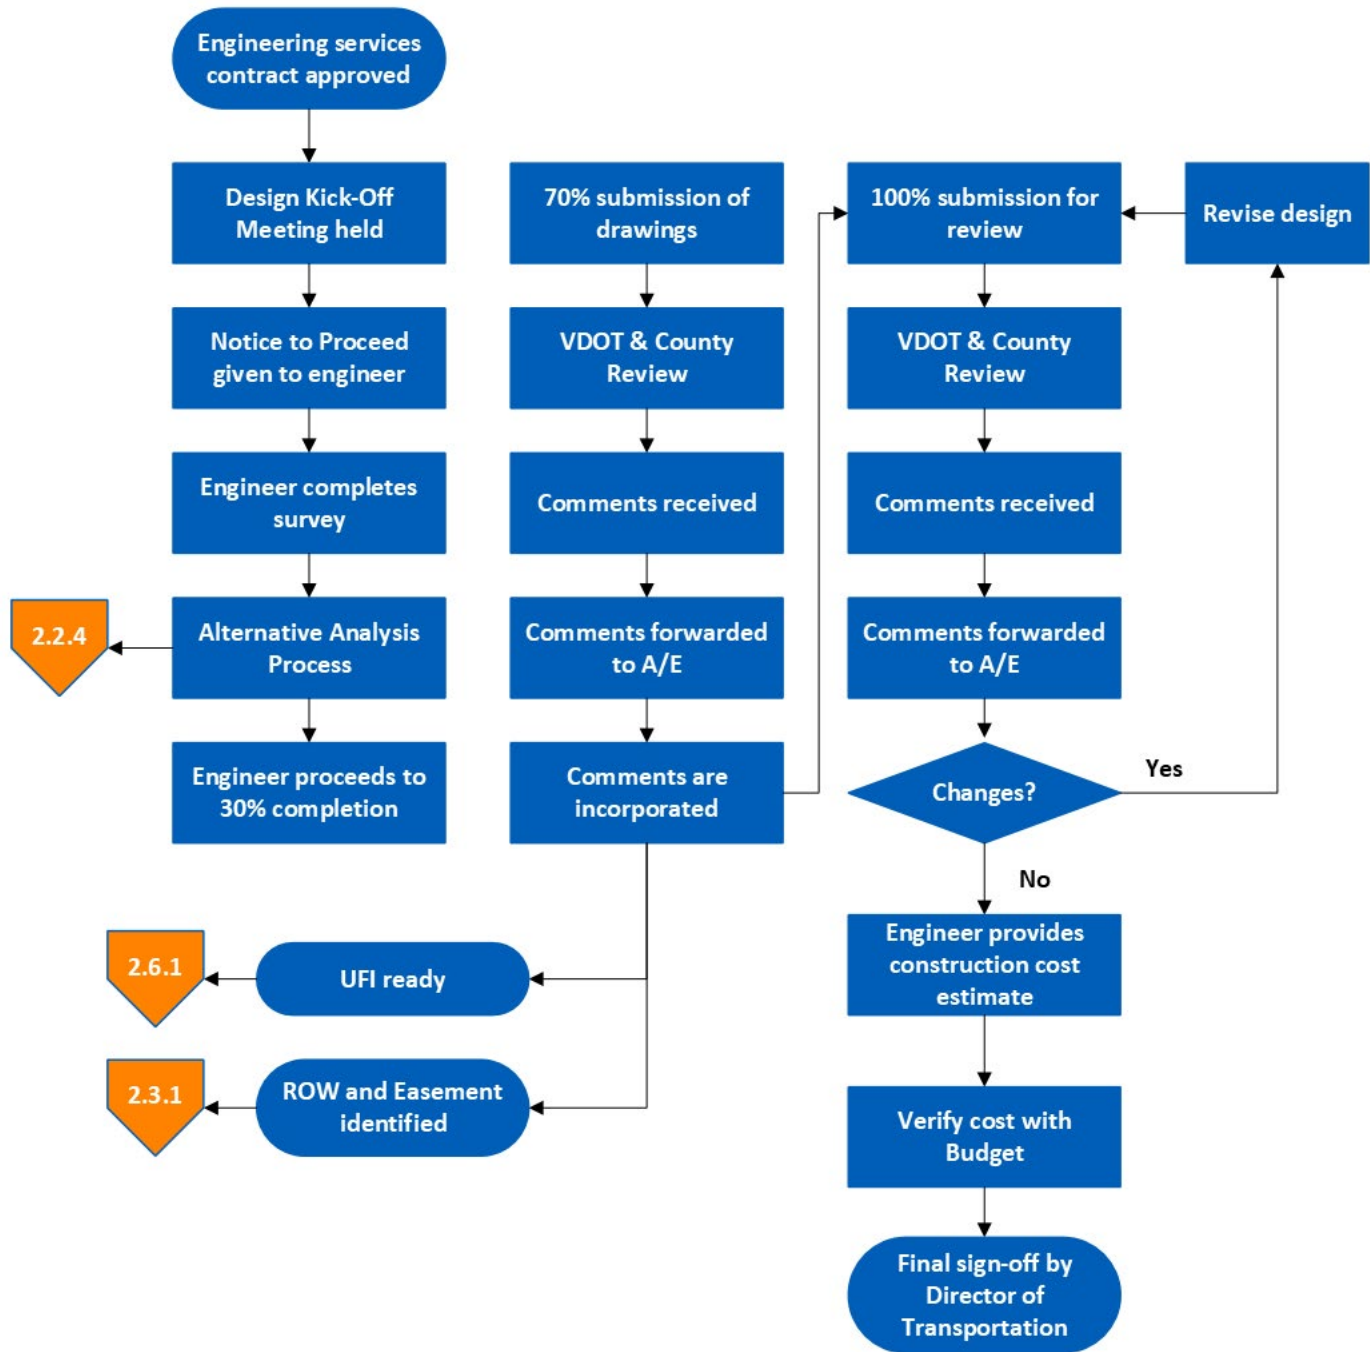 Engineering services
contract approved
Design Kick-Off
Meeting held
Notice to Proceed
given to engineer
Engineer completes
survey
2.2.4
Alternative Analysis
Process
Engineer proceeds to
30% completion
70% submission of
drawings
VDOT & County
Review
Comments received
Comments forwarded
to A/E
Comments are
incorporated
2.6.1
UFI ready
2.3.1
ROW and Easement
identified
100% submission for
review
Revise design
VDOT & County
Review
Comments received
Comments forwarded
to A/E
Changes?
Yes
No
Engineer provides
construction cost
estimate
Verify cost with
Budget
Final sign-off by
Director of
Transportation